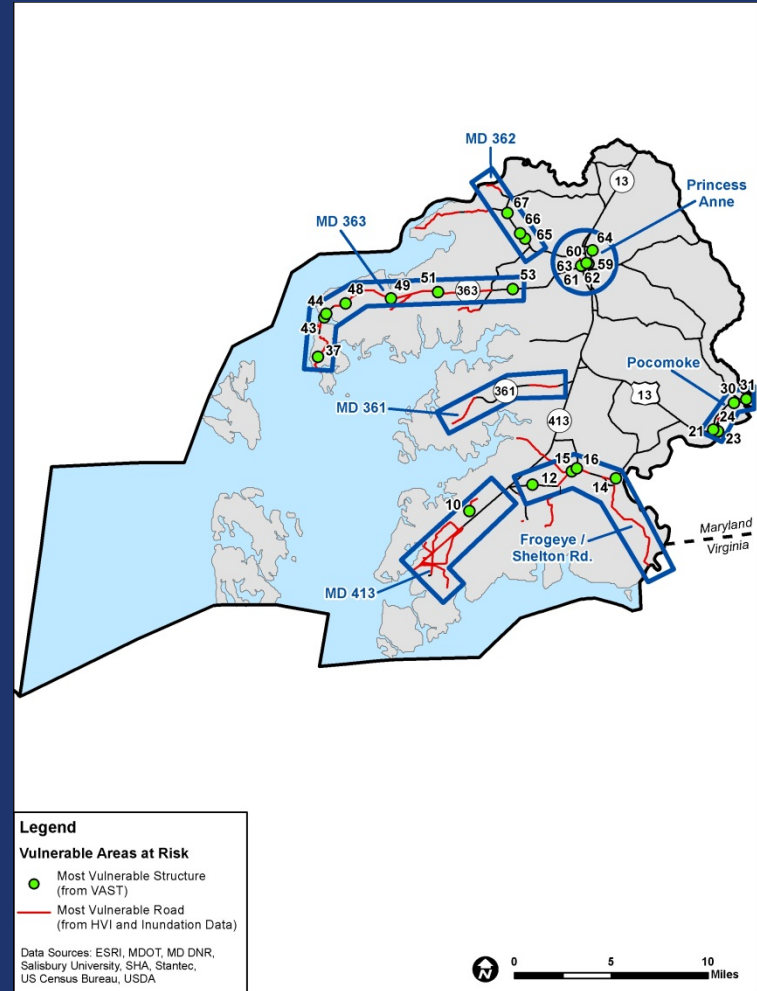 MD 362
13
Princess
Anne
67
66
65
64
60
59
63
62
61
MD 363
53
51
49
363
48
44
43
37
Pocomoke
30
31
24
21
23
13
MD 361
361
413
15
16
12
14
10
Frogeye /
Shelton Rd.
Maryland
Virginia
MD 413
Legend
Vulnerable Areas at Risk
Most Vulnerable Structure
(from VAST)
Most Vulnerable Road
(from HVI and Inundation Data)
Data Sources: ESRI, MDOT, MD DNR,
Salisbury University, SHA, Stantec,
US Census Bureau, USDA
N
0 5 10
Miles